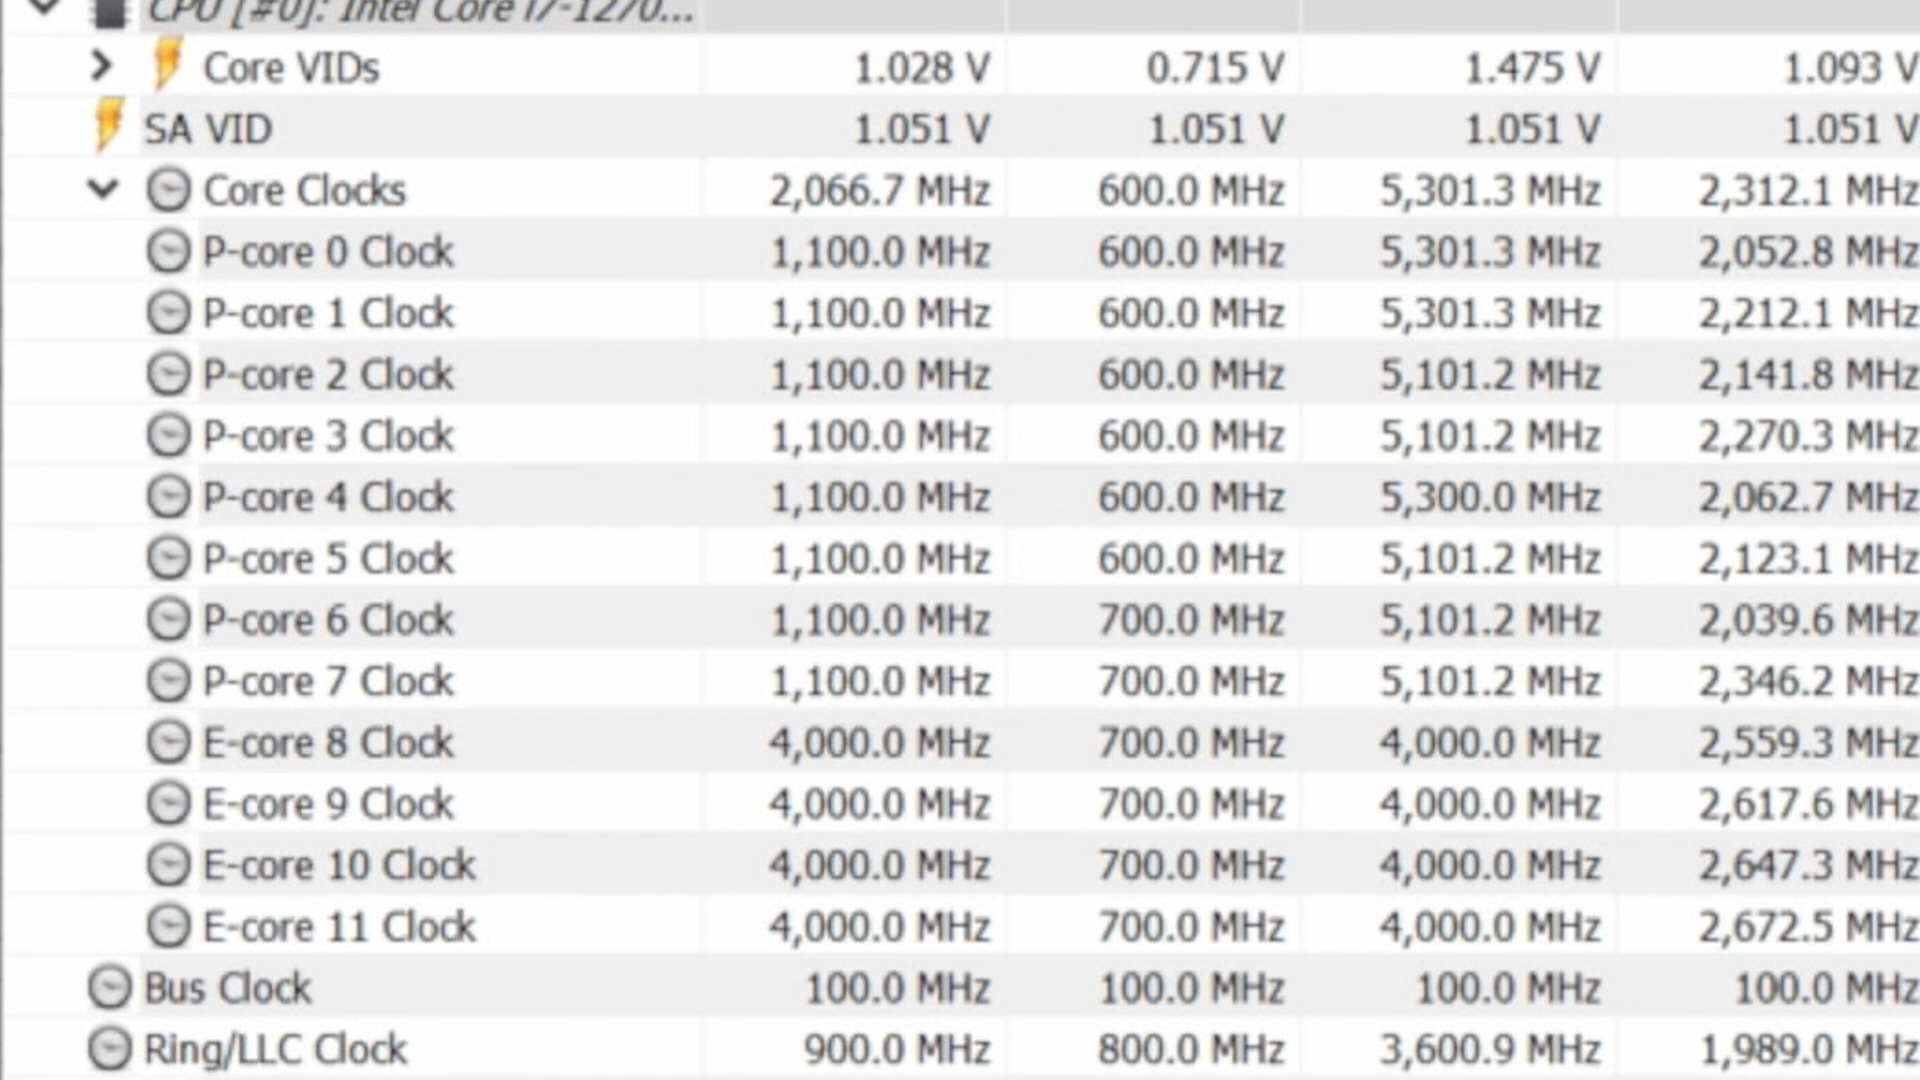 CPU [#0]: Intel Core i7-1270...
Core VIDs 1.028 V 0.715 V 1.475 V 1.093 V
SA VID 1.051 V 1.051 V 1.051 V 1.051 V
Core Clocks 2,066.7 MHz 600.0 MHz 5,301.3 MHz 2,312.1 MHz
P-core 0 Clock 1,100.0 MHz 600.0 MHz 5,301.3 MHz 2,052.8 MHz
P-core 1 Clock 1,100.0 MHz 600.0 MHz 5,301.3 MHz 2,212.1 MHz
P-core 2 Clock 1,100.0 MHz 600.0 MHz 5,101.2 MHz 2,141.8 MHz
P-core 3 Clock 1,100.0 MHz 600.0 MHz 5,101.2 MHz 2,270.3 MHz
P-core 4 Clock 1,100.0 MHz 600.0 MHz 5,300.0 MHz 2,062.7 MHz
P-core 5 Clock 1,100.0 MHz 600.0 MHz 5,101.2 MHz 2,123.1 MHz
P-core 6 Clock 1,100.0 MHz 700.0 MHz 5,101.2 MHz 2,039.6 MHz
P-core 7 Clock 1,100.0 MHz 700.0 MHz 5,101.2 MHz 2,346.2 MHz
E-core 8 Clock 4,000.0 MHz 700.0 MHz 4,000.0 MHz 2,559.3 MHz
E-core 9 Clock 4,000.0 MHz 700.0 MHz 4,000.0 MHz 2,617.6 MHz
E-core 10 Clock 4,000.0 MHz 700.0 MHz 4,000.0 MHz 2,647.3 MHz
E-core 11 Clock 4,000.0 MHz 700.0 MHz 4,000.0 MHz 2,672.5 MHz
Bus Clock 100.0 MHz 100.0 MHz 100.0 MHz 100.0 MHz
Ring/LLC Clock 900.0 MHz 800.0 MHz 3,600.9 MHz 1,989.0 MHz